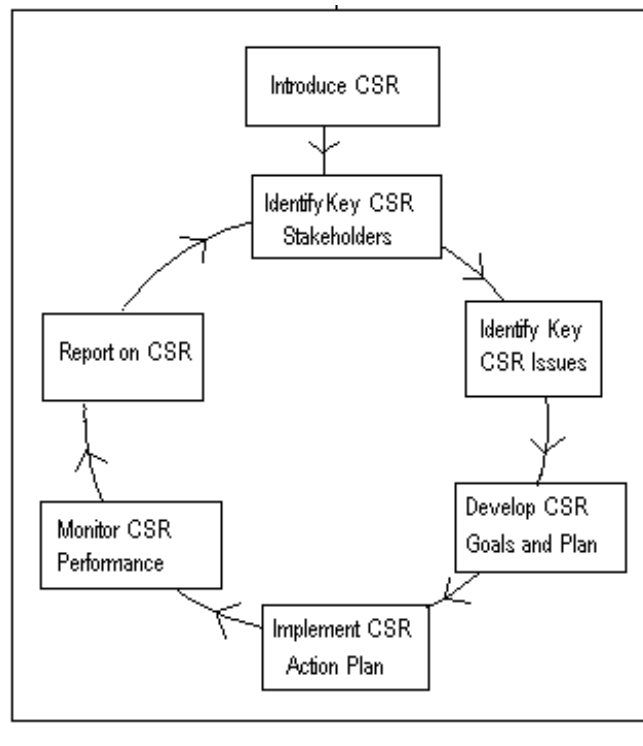 Introduce CSR
Identify Key CSR
Stakeholders
Identify Key
CSR Issues
Develop CSR
Goals and Plan
Implement CSR
Action Plan
Monitor CSR
Performance
Report on CSR